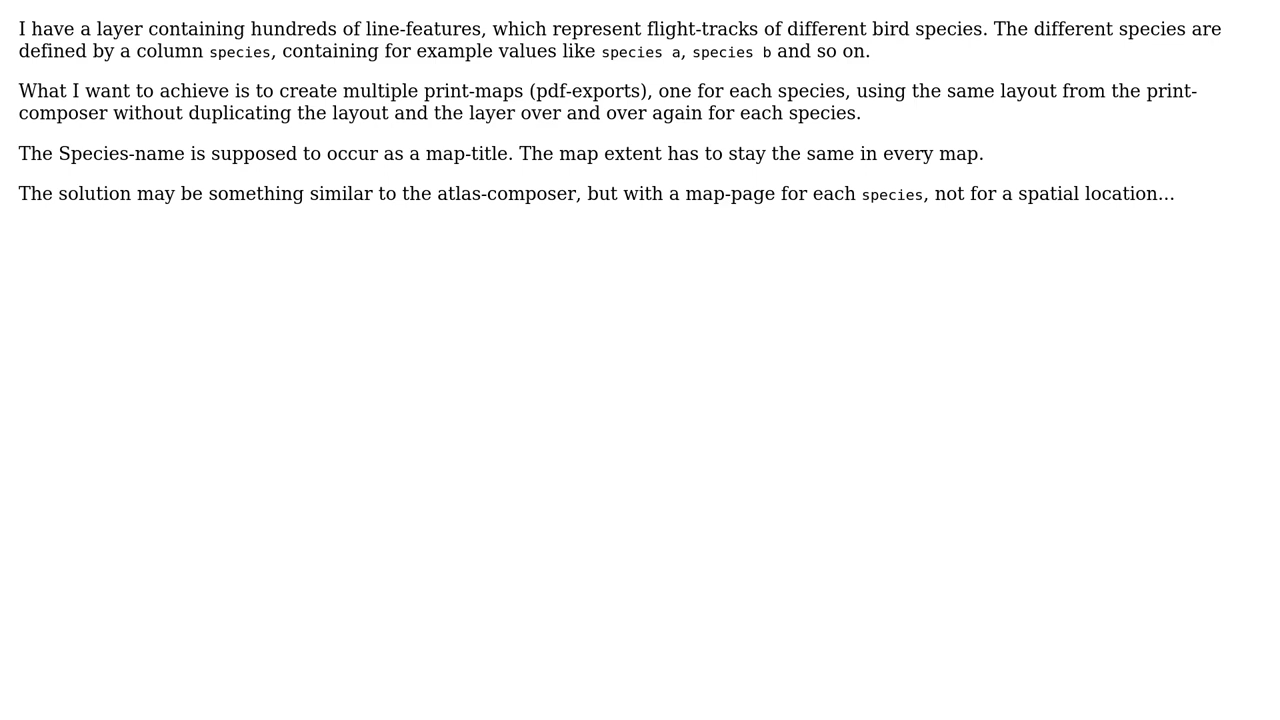 I have a layer containing hundreds of line-features, which represent flight-tracks of different bird species. The different species are
defined by a column species, containing for example values like species a, species b and so on.
What I want to achieve is to create multiple print-maps (pdf-exports), one for each species, using the same layout from the print-
composer without duplicating the layout and the layer over and over again for each species.
The Species-name is supposed to occur as a map-title. The map extent has to stay the same in every map.
The solution may be something similar to the atlas-composer, but with a map-page for each species, not for a spatial location...